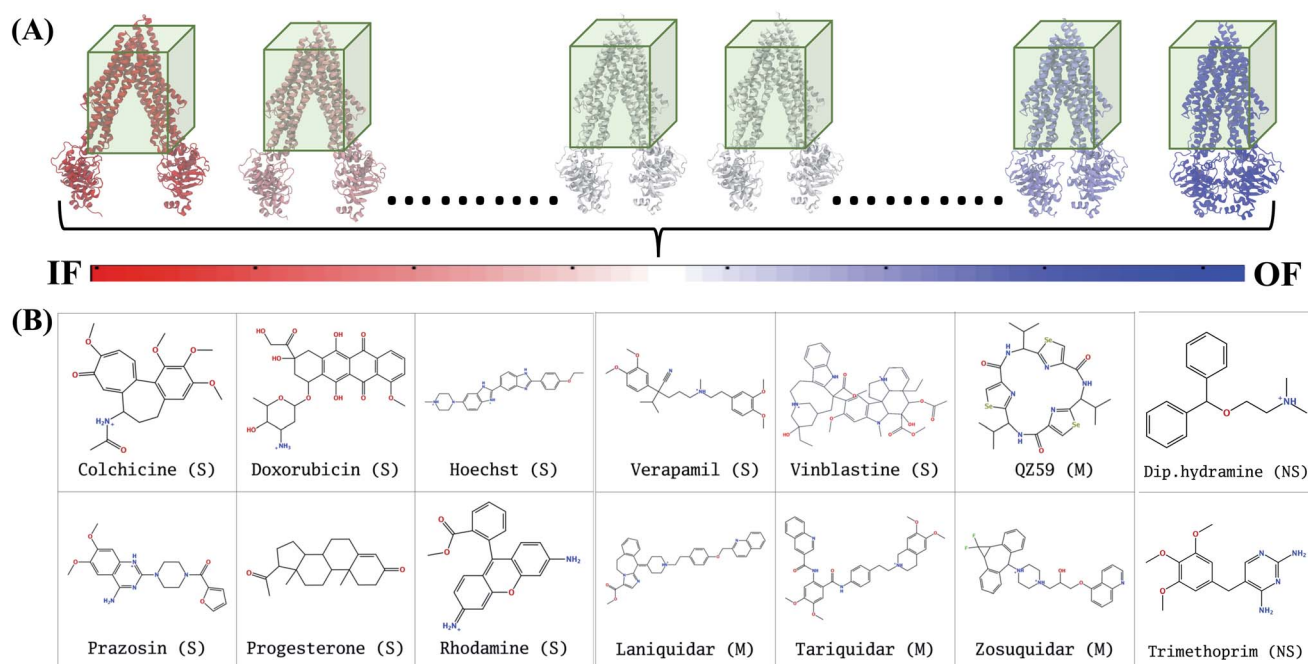 (A)
IF
OF
(B)
Colchicine (S)
Doxorubicin (S)
Hoechst (S)
Verapamil (S)
Vinblastine (S)
QZ59 (M)
Dip.hydramine (NS)
Prazosin (S)
Progesterone (S)
Rhodamine (S)
Laniquidar (M)
Tariquidar (M)
Zosuquidar (M)
Trimethoprim (NS)